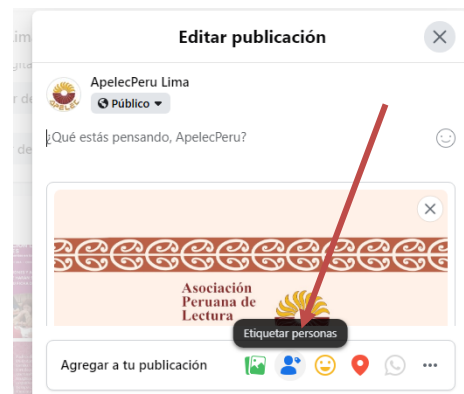 Editar publicación
ApelecPeru Lima
Público
¿Qué estás pensando, ApelecPeru?
Asociación
Peruana de
Lectura
Etiquetar personas
Agregar a tu publicación